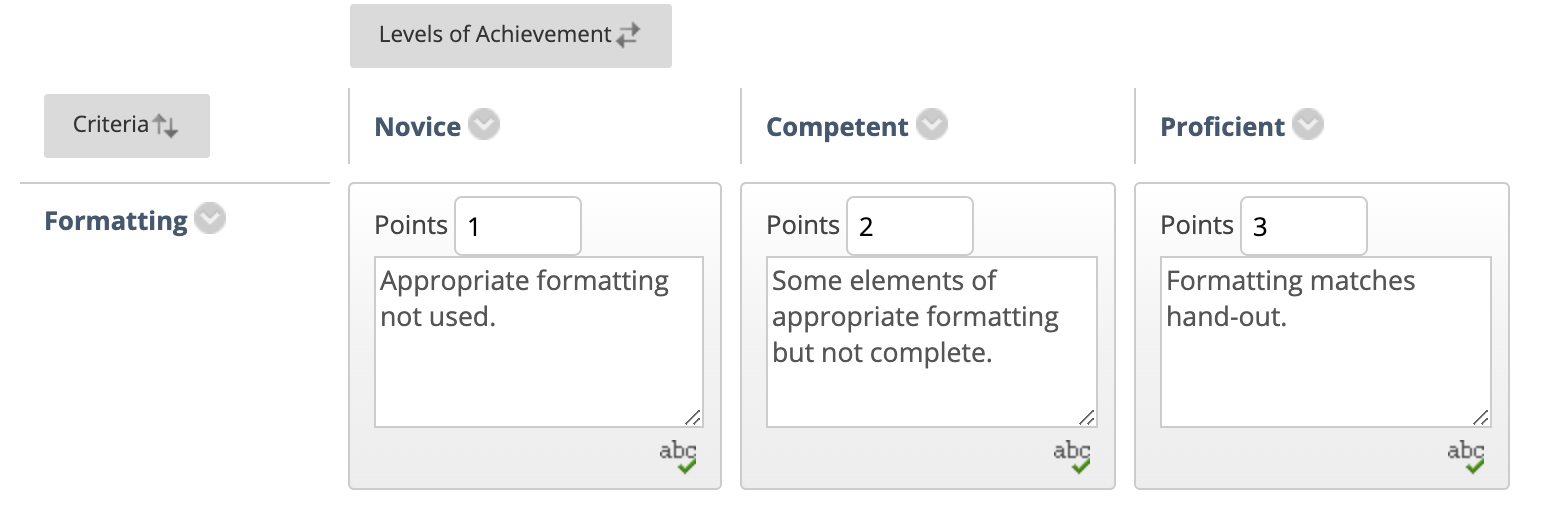 Levels of Achievement
Criteria
Novice
Competent
Proficient
Formatting
Points 1
Appropriate formatting
not used.
abc
Points 2
Some elements of
appropriate formatting
but not complete.
abc
Points 3
Formatting matches
hand-out.
abc